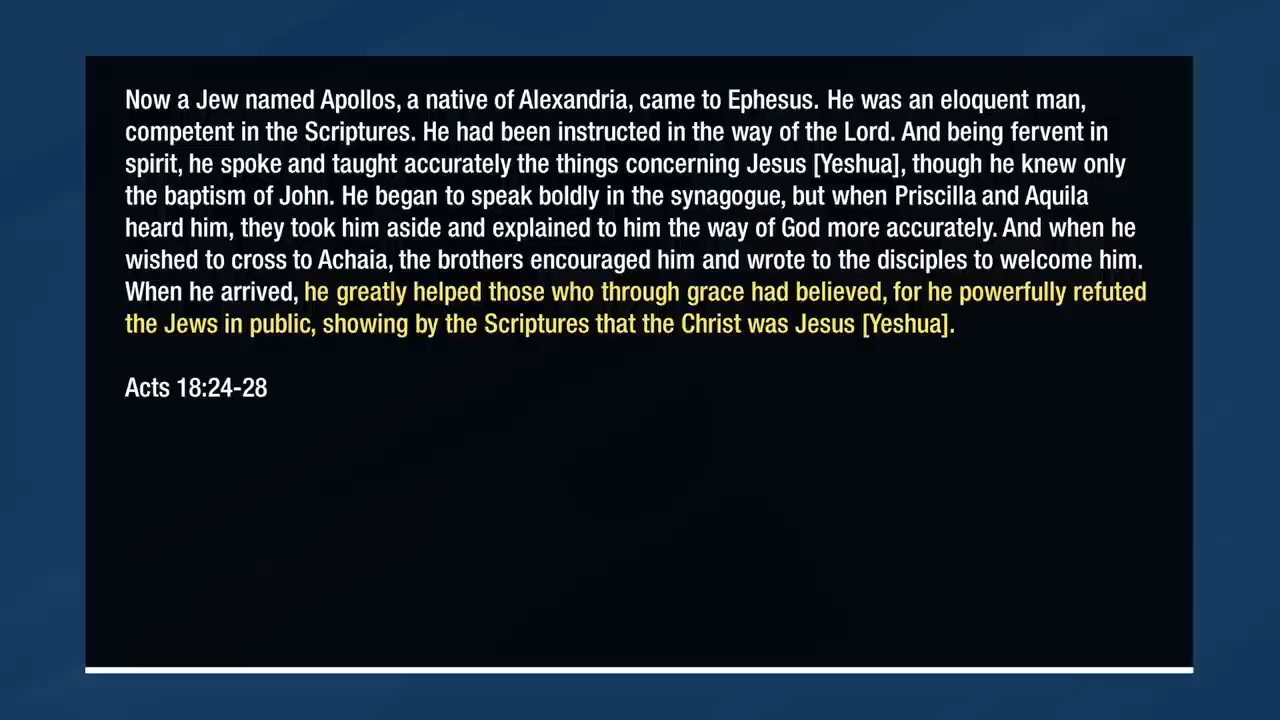 Now a Jew named Apollos, a native of Alexandria, came to Ephesus. He was an eloquent man,
competent in the Scriptures. He had been instructed in the way of the Lord. And being fervent in
spirit, he spoke and taught accurately the things concerning Jesus [Yeshua], though he knew only
the baptism of John. He began to speak boldly in the synagogue, but when Priscilla and Aquila
heard him, they took him aside and explained to him the way of God more accurately. And when he
wished to cross to Achaia, the brothers encouraged him and wrote to the disciples to welcome him.
When he arrived, he greatly helped those who through grace had believed, for he powerfully refuted
the Jews in public, showing by the Scriptures that the Christ was Jesus [Yeshua].
Acts 18:24-28